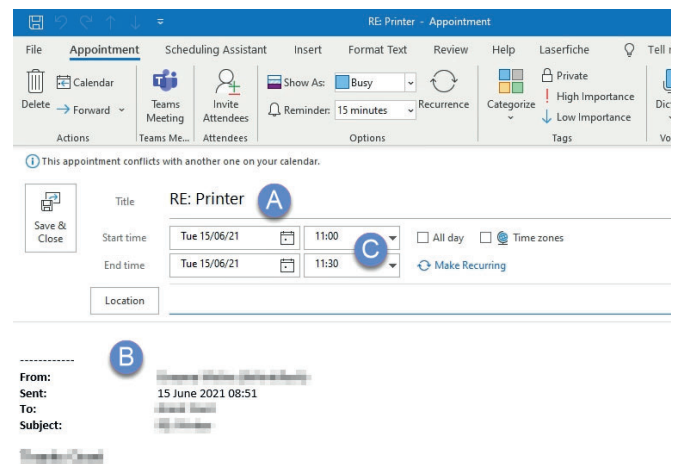 RE: Printer - Appointment
File Appointment Scheduling Assistant Insert Format Text Review Help Laserfiche Tell
Calendar Show As: Busy Private
High Importance
Delete Forward Teams Meeting Invite Attendees Reminder: 15 minutes Recurrence Categorize Low Importance
Actions Teams Me... Attendees Options Tags
This appointment conflicts with another one on your calendar.
Save & Close
Title RE: Printer A
Start time Tue 15/06/21 11:00 C All day Time zones
End time Tue 15/06/21 11:30 Make Recurring
Location
------------ B
From:
Sent: 15 June 2021 08:51
To:
Subject: